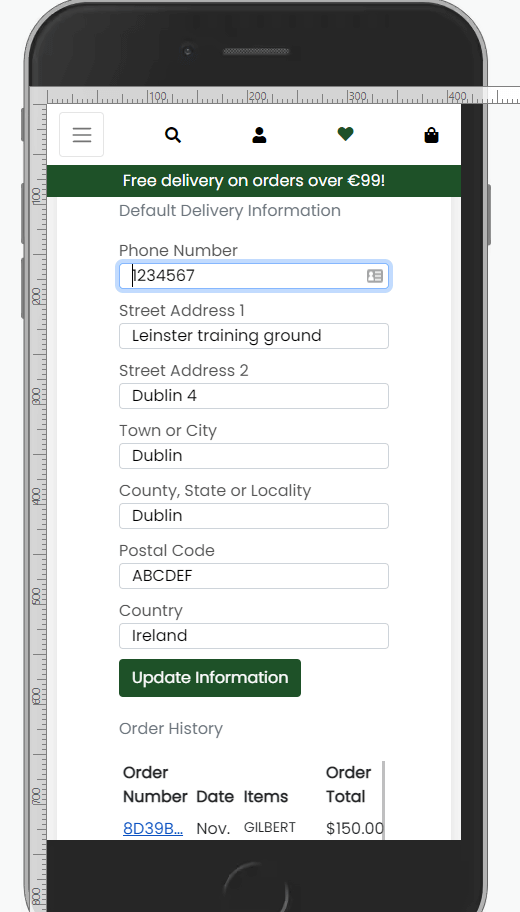 100 200 300 400
100
200
300
400
500
600
700
800
Free delivery on orders over €99!
Default Delivery Information
Phone Number
1234567
Street Address 1
Leinster training ground
Street Address 2
Dublin 4
Town or City
Dublin
County, State or Locality
Dublin
Postal Code
ABCDEF
Country
Ireland
Update Information
Order History
Order Number Date Items Order Total
8D39B... Nov. GILBERT $150.00